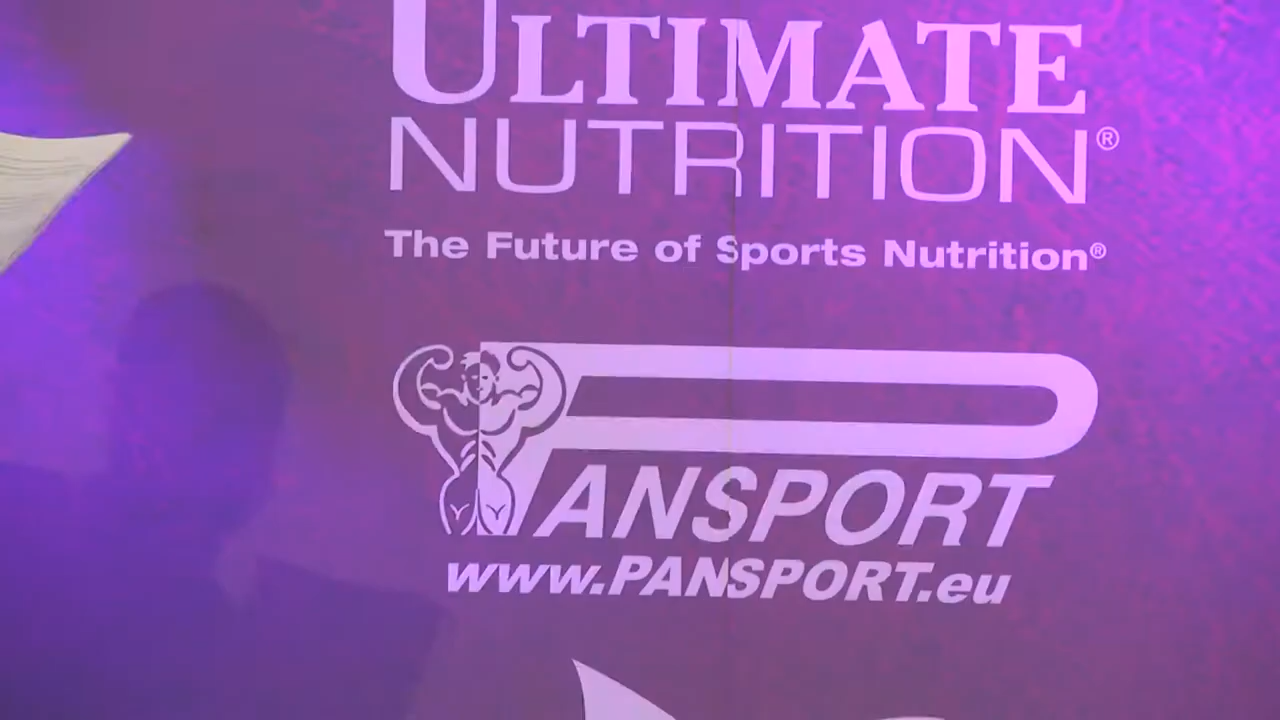 ULTIMATE
NUTRITION®
The Future of Sports Nutrition®
PANSPORT
www.PANSPORT.eu